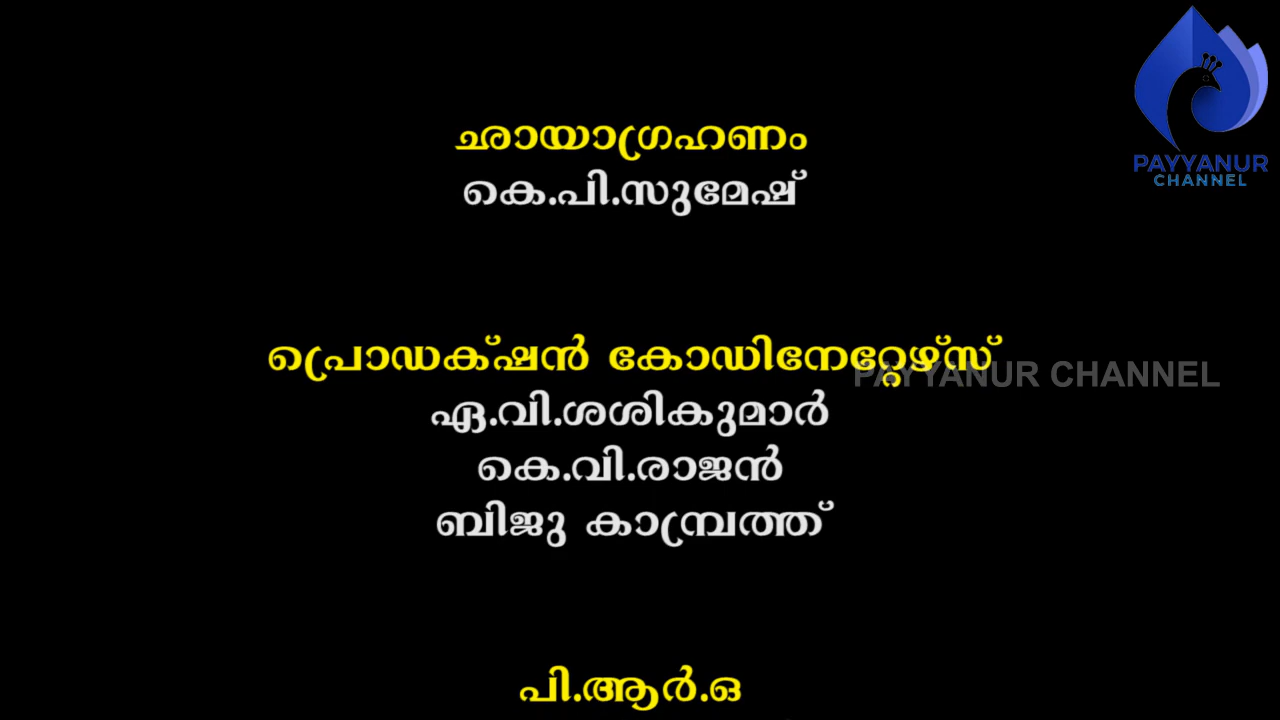 PAYYANUR
CHANNEL
ഛായാഗ്രഹണം
കെ.പി.സുമേഷ്
പ്രൊഡക്ഷൻ കോഡിനേറ്റേഴ്സ്
PAYYANUR CHANNEL
ഏ.വി.ശശികുമാർ
കെ.വി.രാജൻ
ബിജു കാമ്പ്രത്ത്
പി.ആർ.ഒ